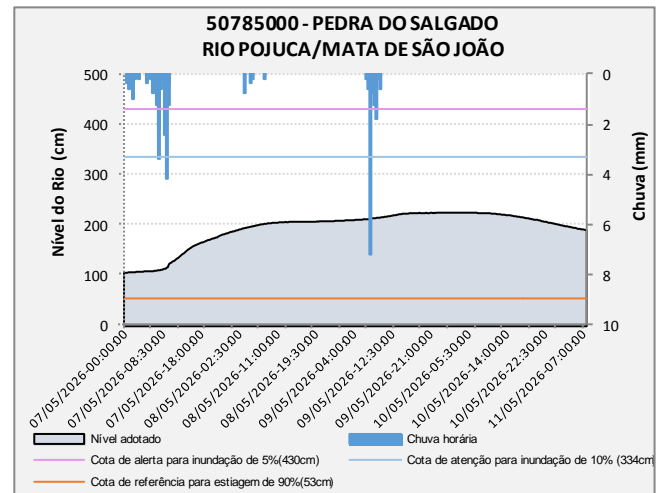 50785000 - PEDRA DO SALGADO
RIO POJUCA/MATA DE SÃO JOÃO
500
400
300
200
100
0
Nível do Rio (cm)
0
2
4
6
8
10
Chuva (mm)
07/05/2026-00:00:00
07/05/2026-08:30:00
07/05/2026-18:00:00
08/05/2026-02:30:00
08/05/2026-11:00:00
08/05/2026-19:30:00
09/05/2026-04:00:00
09/05/2026-12:30:00
09/05/2026-21:00:00
10/05/2026-05:30:00
10/05/2026-14:00:00
10/05/2026-22:30:00
11/05/2026-07:00:00
Nível adotado
Chuva horária
Cota de alerta para inundação de 5%(430cm)
Cota de atenção para inundação de 10% (334cm)
Cota de referência para estiagem de 90%(53cm)